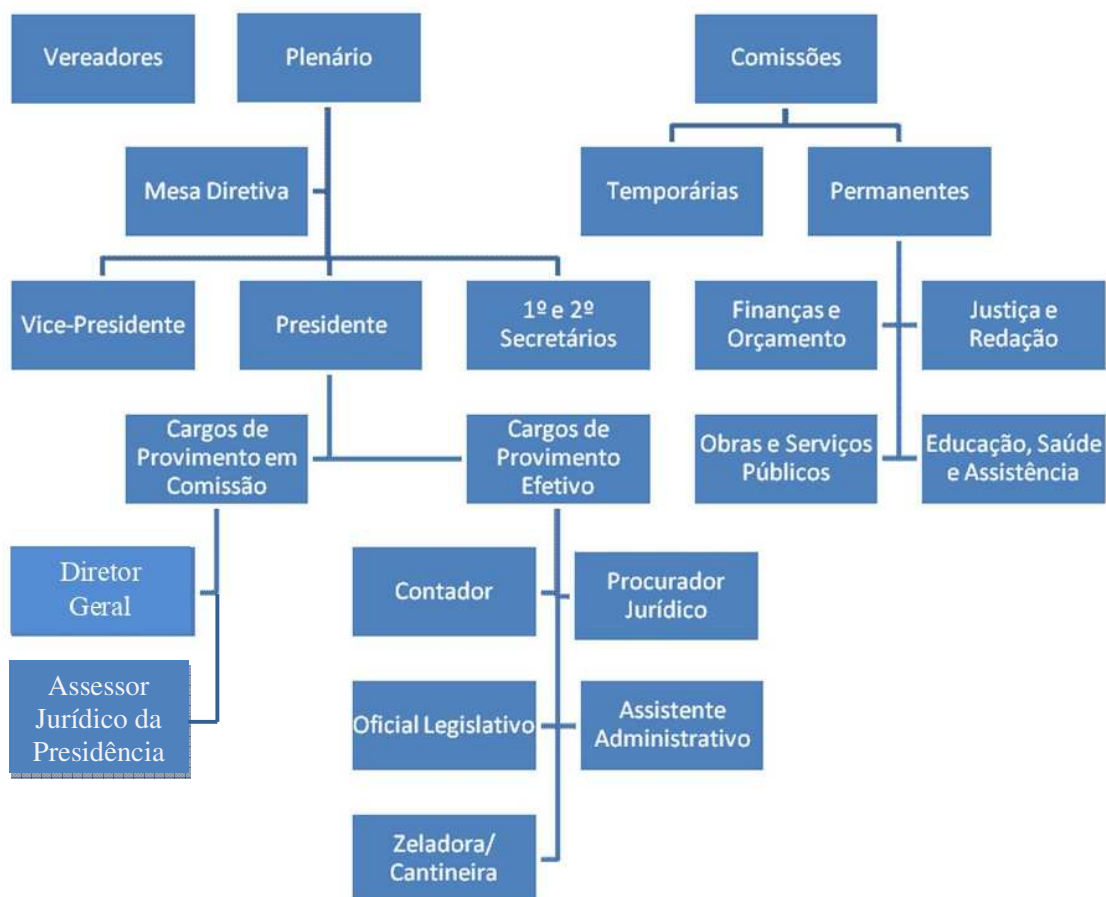 Vereadores
Plenário
Comissões
Mesa Diretiva
Temporárias
Permanentes
Vice-Presidente
Presidente
1º e 2º
Secretários
Finanças e
Orçamento
Justiça e
Redação
Cargos de
Provimento em
Comissão
Cargos de
Provimento
Efetivo
Obras e Serviços
Públicos
Educação, Saúde
e Assistência
Diretor
Geral
Contador
Procurador
Jurídico
Assessor
Jurídico da
Presidência
Oficial Legislativo
Assistente
Administrativo
Zeladora/
Cantineira